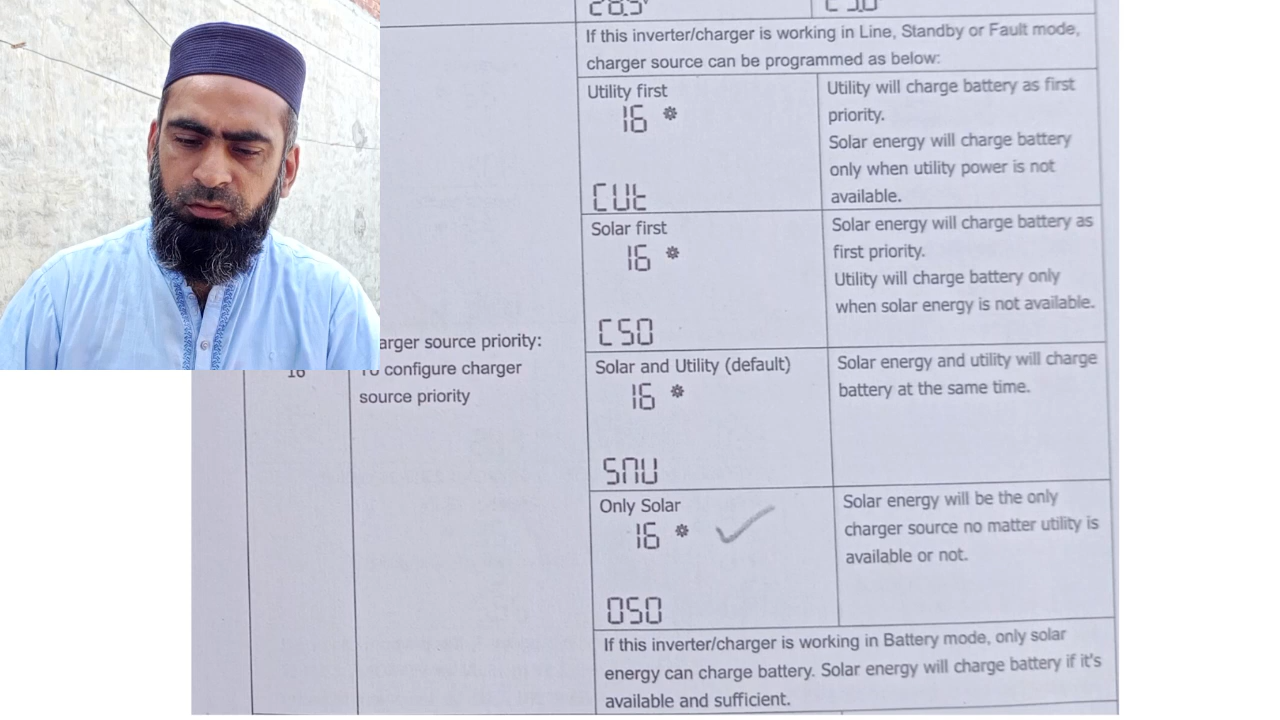 If this inverter/charger is working in Line, Standby or Fault mode,
charger source can be programmed as below:
Utility first
16
CUt
Utility will charge battery as first
priority.
Solar energy will charge battery
only when utility power is not
available.
Solar first
16
CSO
Solar energy will charge battery as
first priority.
Utility will charge battery only
when solar energy is not available.
16
arger source priority:
configure charger
source priority
Solar and Utility (default)
16
SNU
Solar energy and utility will charge
battery at the same time.
Only Solar
16
OSO
Solar energy will be the only
charger source no matter utility is
available or not.
If this inverter/charger is working in Battery mode, only solar
energy can charge battery. Solar energy will charge battery if it's
available and sufficient.